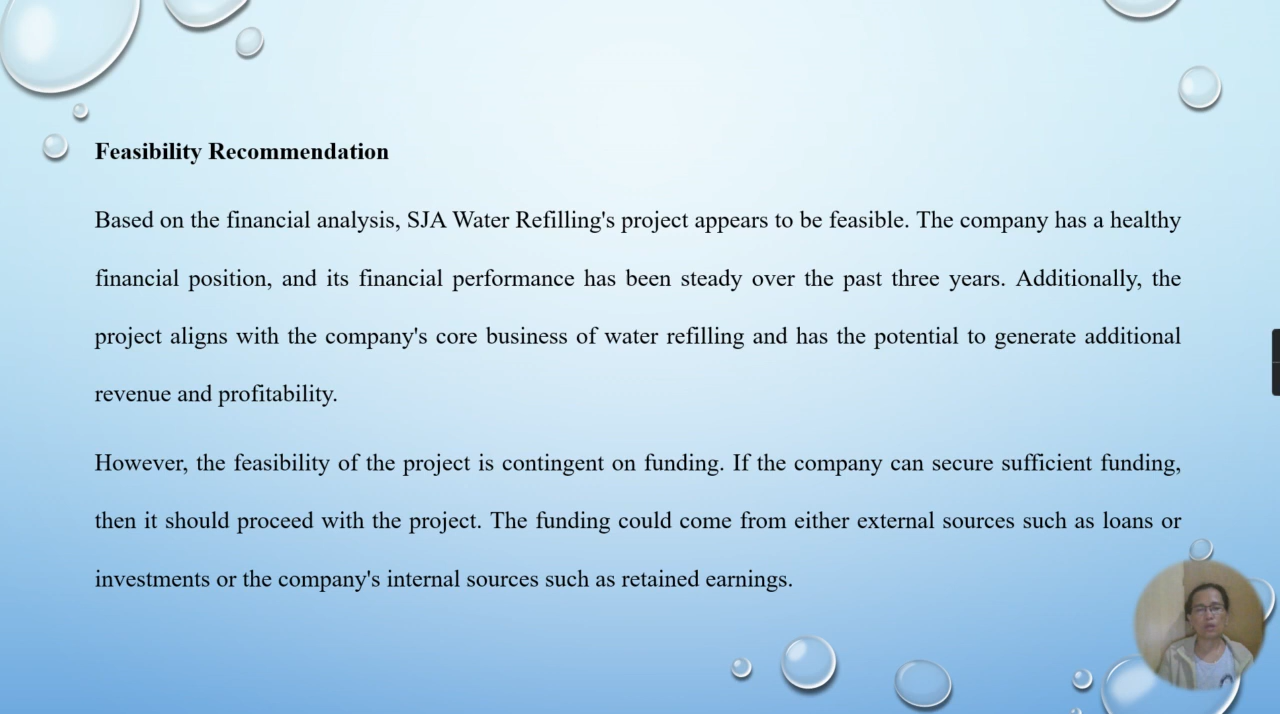 Feasibility Recommendation
Based on the financial analysis, SJA Water Refilling's project appears to be feasible. The company has a healthy
financial position, and its financial performance has been steady over the past three years. Additionally, the
project aligns with the company's core business of water refilling and has the potential to generate additional
revenue and profitability.
However, the feasibility of the project is contingent on funding. If the company can secure sufficient funding,
then it should proceed with the project. The funding could come from either external sources such as loans or
investments or the company's internal sources such as retained earnings.